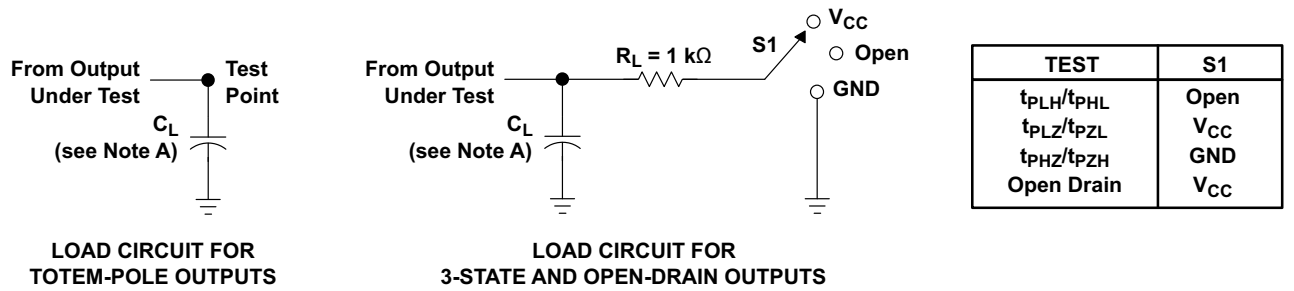 From Output
Under Test
Test
Point
CL
(see Note A)
LOAD CIRCUIT FOR
TOTEM-POLE OUTPUTS
From Output
Under Test
RL = 1 kΩ
S1
VCC
Open
GND
CL
(see Note A)
LOAD CIRCUIT FOR
3-STATE AND OPEN-DRAIN OUTPUTS
TEST S1
tPLH/tPHL Open
tPLZ/tPZL VCC
tPHZ/tPZH GND
Open Drain VCC